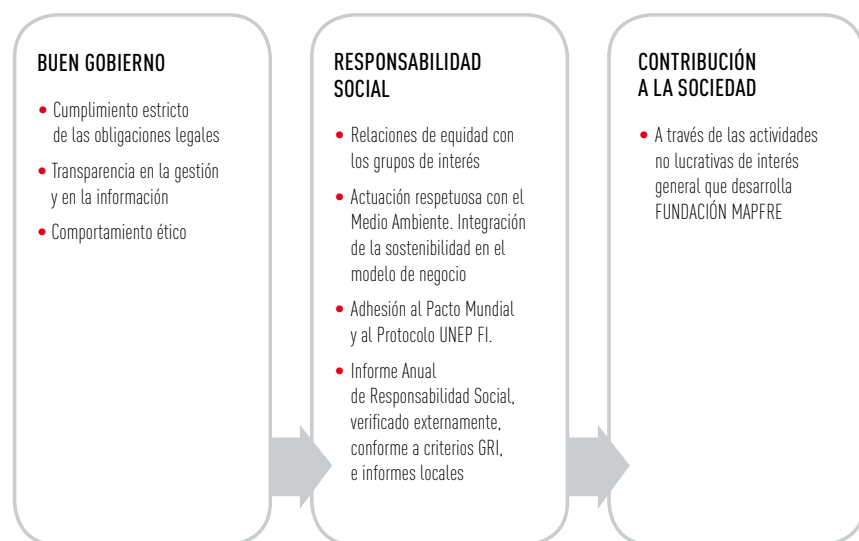 BUEN GOBIERNO
• Cumplimiento estricto
de las obligaciones legales
• Transparencia en la gestión
y en la información
• Comportamiento ético
RESPONSABILIDAD
SOCIAL
• Relaciones de equidad con
los grupos de interés
• Actuación respetuosa con el
Medio Ambiente. Integración
de la sostenibilidad en el
modelo de negocio
• Adhesión al Pacto Mundial
y al Protocolo UNEP FI.
• Informe Anual
de Responsabilidad Social,
verificado externamente,
conforme a criterios GRI,
e informes locales
CONTRIBUCIÓN
A LA SOCIEDAD
• A través de las actividades
no lucrativas de interés
general que desarrolla
FUNDACIÓN MAPFRE